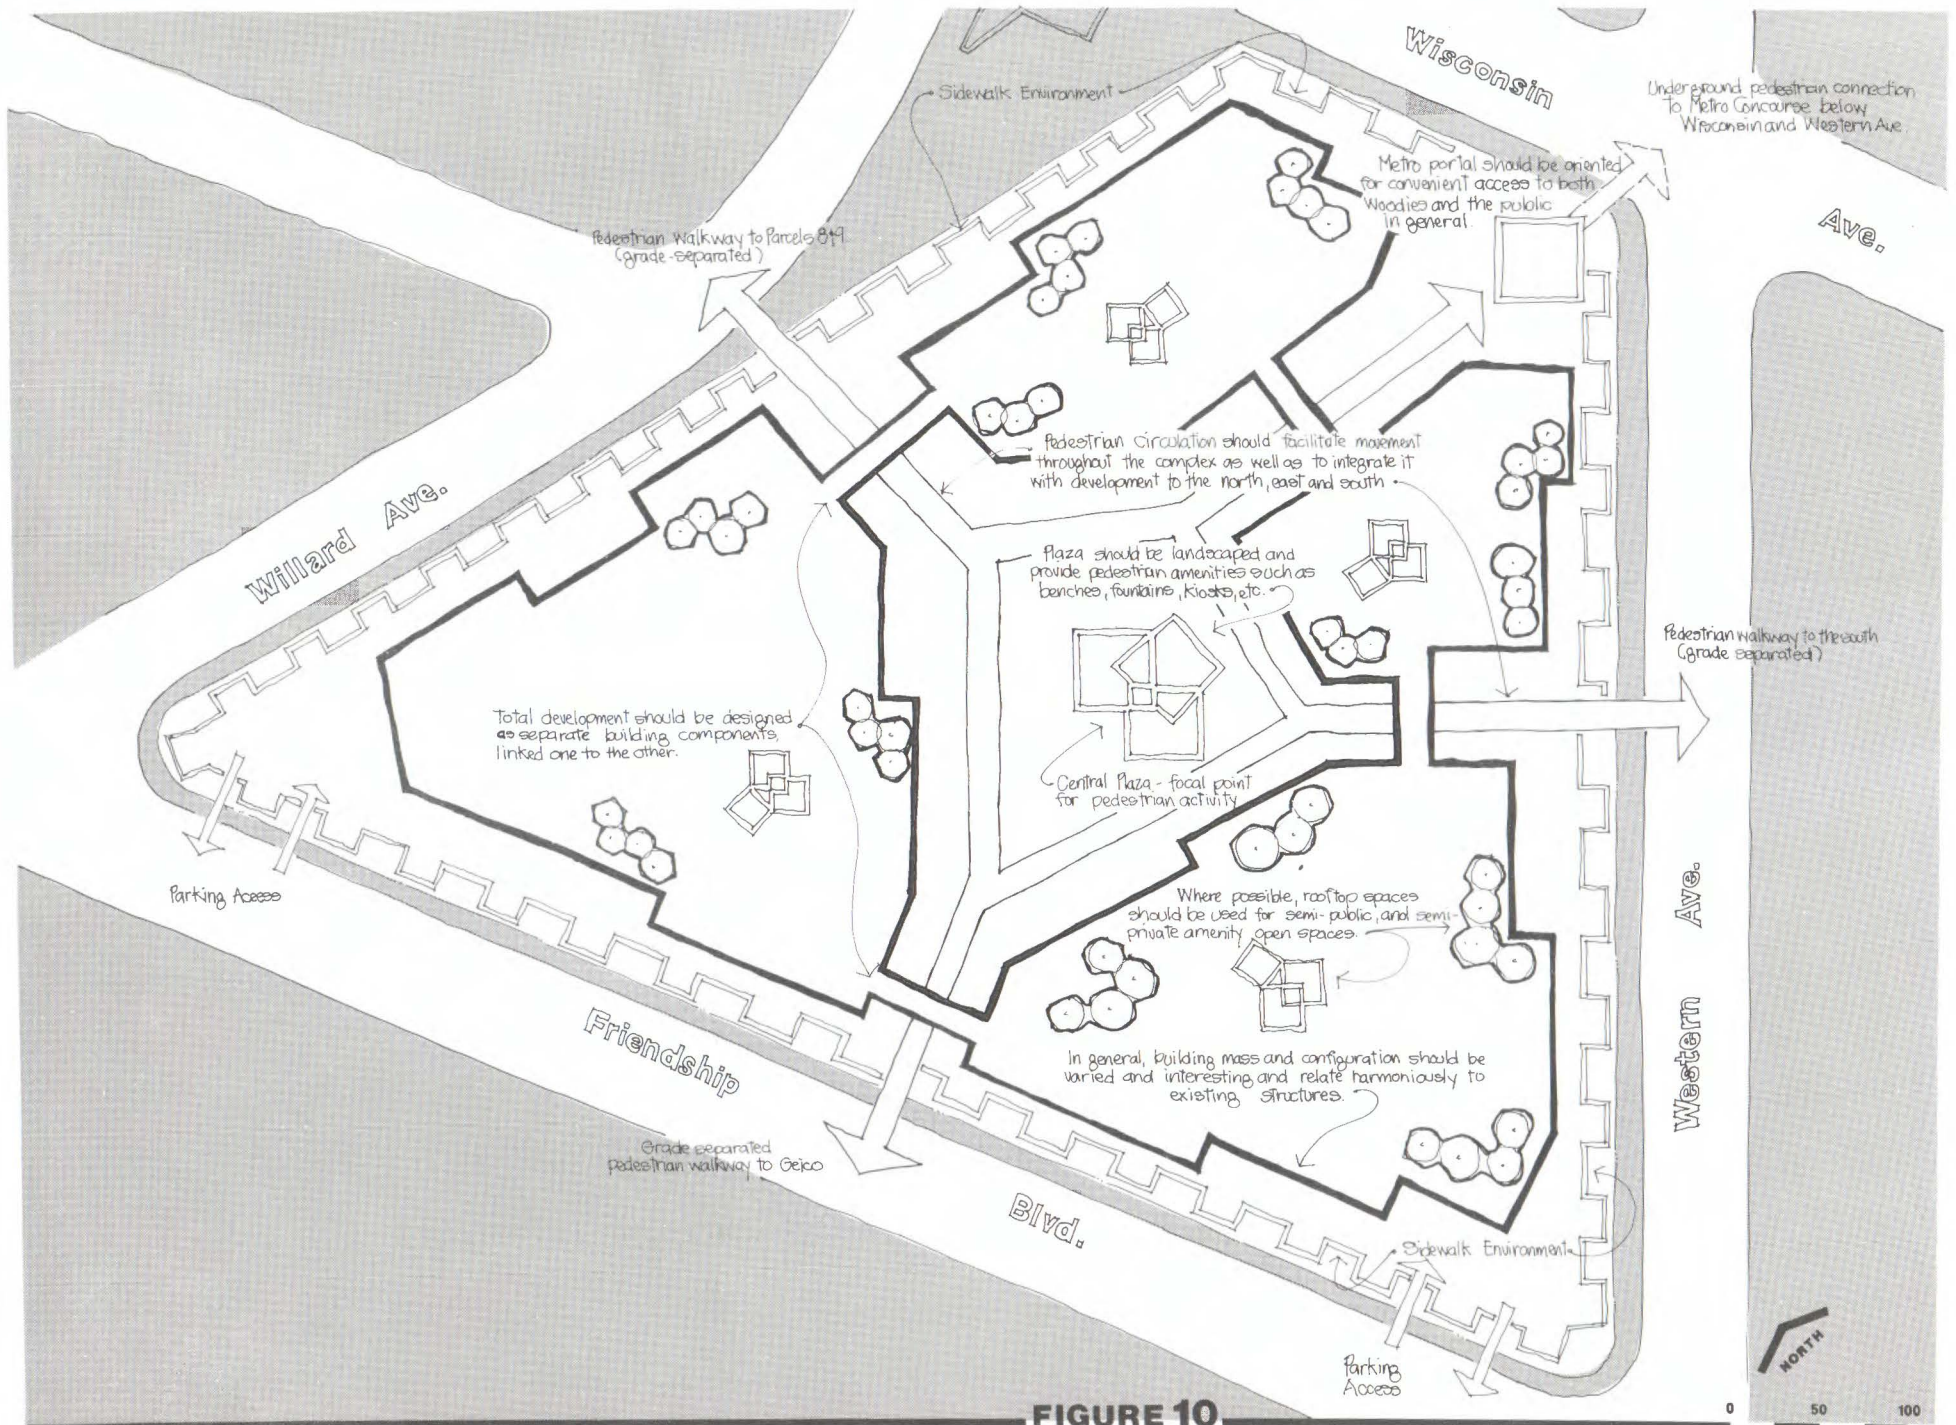 Wisconsin
Sidewalk Environment
Underground pedestrian connection
to Metro Concourse below
Wisconsin and Western Ave.
Metro portal should be oriented
for convenient access to both
Woodies and the public
in general.
Ave.
Pedestrian Walkway to Parcels 8&9
(grade-separated)
Pedestrian circulation should facilitate movement
throughout the complex as well as to integrate it
with development to the north, east and south
Willard Ave.
Plaza should be landscaped and
provide pedestrian amenities such as
benches, fountains, kiosks, etc.
Pedestrian walkway to the south
(grade separated)
Total development should be designed
as separate building components,
linked one to the other.
Central Plaza - focal point
for pedestrian activity
Parking Access
Where possible, rooftop spaces
should be used for semi-public, and semi-
private amenity open spaces.
Western Ave.
Friendship
In general, building mass and configuration should be
varied and interesting and relate harmoniously to
existing structures.
Grade separated
pedestrian walkway to Geico
Blvd.
Sidewalk Environment
Parking
Access
NORTH
FIGURE 10
0 50 100